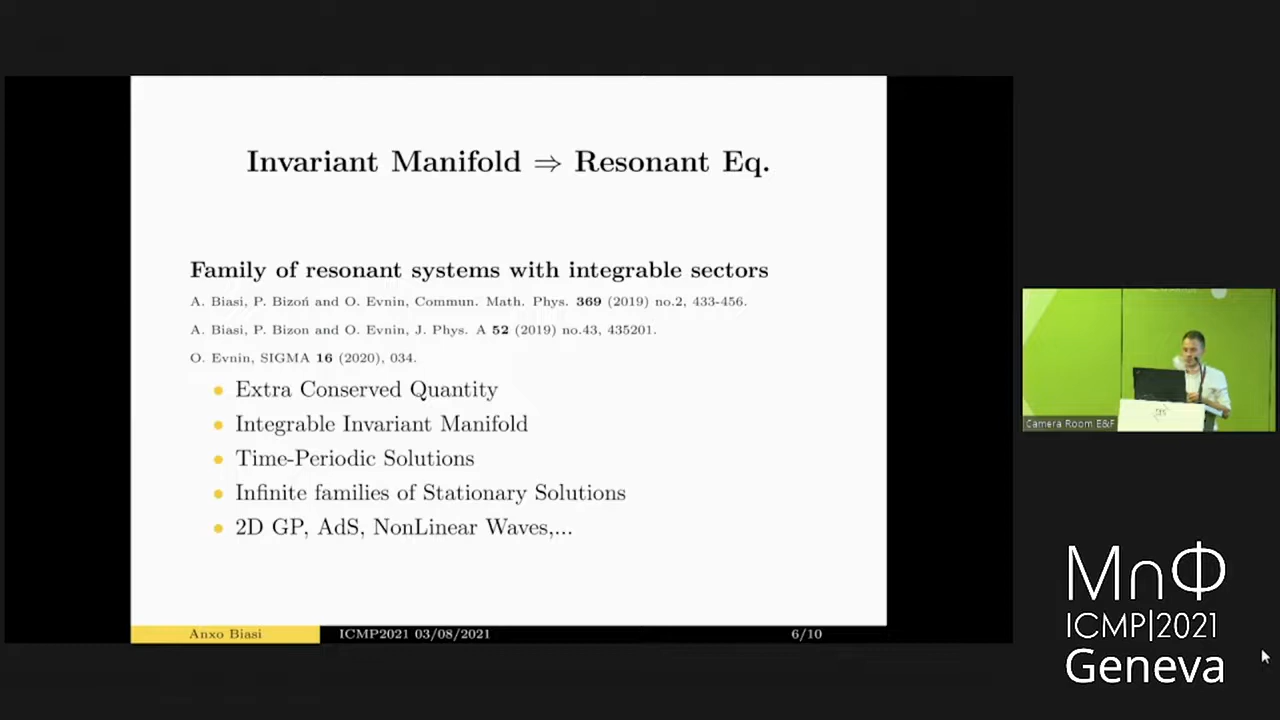 Invariant Manifold ⇒ Resonant Eq.
Family of resonant systems with integrable sectors
A. Biasi, P. Bizoń and O. Evnin, Commun. Math. Phys. 369 (2019) no.2, 433-456.
A. Biasi, P. Bizon and O. Evnin, J. Phys. A 52 (2019) no.43, 435201.
O. Evnin, SIGMA 16 (2020), 034.
Extra Conserved Quantity
Integrable Invariant Manifold
Time-Periodic Solutions
Infinite families of Stationary Solutions
2D GP, AdS, NonLinear Waves,...
Anxo Biasi ICMP2021 03/08/2021 6/10
Camera Room E&F
M∩Φ
ICMP|2021
Geneva